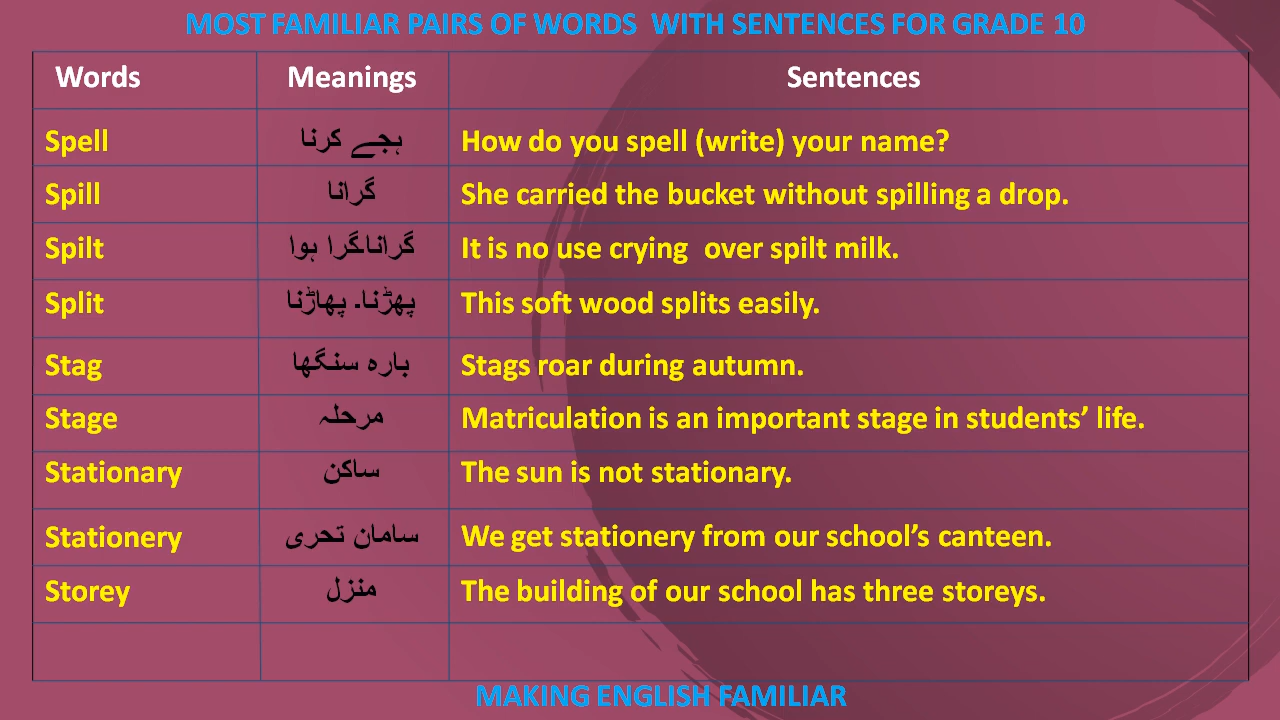 MOST FAMILIAR PAIRS OF WORDS WITH SENTENCES FOR GRADE 10
Words Meanings Sentences
Spell ہجے کرنا How do you spell (write) your name?
Spill گرانا She carried the bucket without spilling a drop.
Spilt گرانا۔گرا ہوا It is no use crying over spilt milk.
Split پھڑنا۔ پھاڑنا This soft wood splits easily.
Stag بارہ سنگھا Stags roar during autumn.
Stage مرحلہ Matriculation is an important stage in students’ life.
Stationary ساکن The sun is not stationary.
Stationery سامان تحری We get stationery from our school’s canteen.
Storey منزل The building of our school has three storeys.
MAKING ENGLISH FAMILIAR